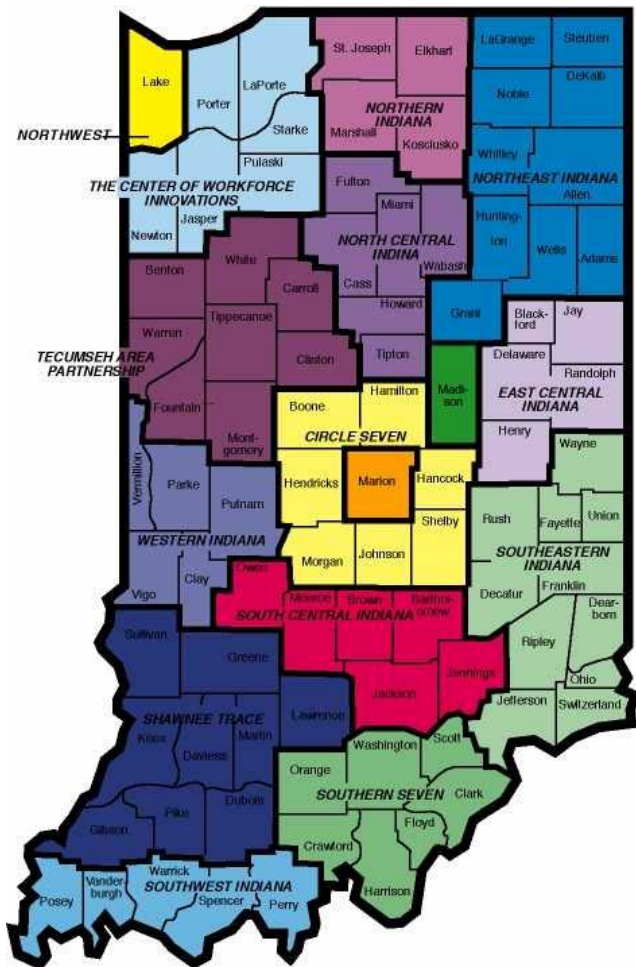 LaGrange
Steuben
St. Joseph
Elkhart
Lake
LaPorte
DeKalb
Porter
Noble
NORTHERN
INDIANA
NORTHWEST
Starke
Marshall
Kosciusko
Whitley
Pulaski
NORTHEAST INDIANA
THE CENTER OF WORKFORCE
INNOVATIONS
Fulton
Allen
Miami
Newton
Jasper
Hunting-
ton
NORTH CENTRAL
INDINA
White
Wells
Adams
Benton
Wabash
Cass
Carroll
Howard
Grant
Black-
ford
Jay
Tippecanoe
Warren
TECUMSEH AREA
PARTNERSHIP
Clinton
Tipton
Delaware
Madi-
son
Randolph
EAST CENTRAL
INDIANA
Hamilton
Boone
Fountain
Mont-
gomory
CIRCLE SEVEN
Henry
Wayne
Vermillion
Parke
Hendricks
Marion
Hancock
Putnam
Shelby
Rush
Fayette
Union
WESTERN INDIANA
SOUTHEASTERN
INDIANA
Morgan
Johnson
Owen
Clay
Vigo
Decatur
Franklin
Monroe
Brown
Bartho-
lomew
SOUTH CENTRAL INDIANA
Dear-
born
Sullivan
Ripley
Greene
Jennings
Ohio
Jackson
Jefferson
Switzerland
SHAWNEE TRACE
Lawrence
Knox
Martin
Daviess
Scott
Washington
Orange
SOUTHERN SEVEN
Clark
Dubois
Pike
Floyd
Gibson
Crawford
Harrison
Warrick
Vander-
burgh
SOUTHWEST INDIANA
Posey
Spencer
Perry